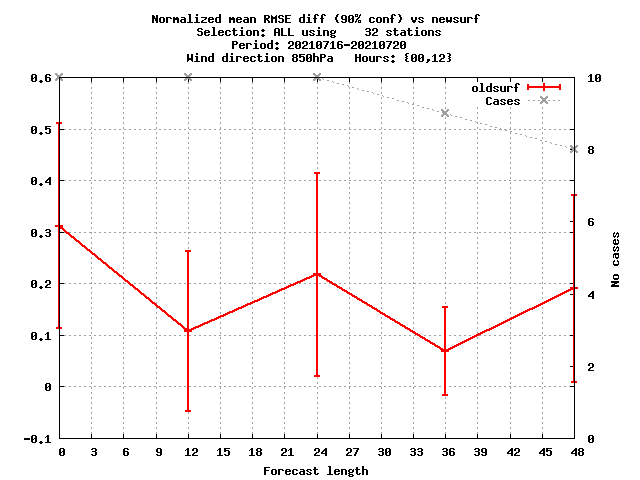 Normalized mean RMSE diff (90% conf) vs newsurf
Selection: ALL using    32 stations
Period: 20210716-20210720
Wind direction 850hPa   Hours: {00,12}
oldsurf
Cases
0.6
0.5
0.4
0.3
0.2
0.1
0
-0.1
10
8
6
4
2
0
No cases
0 3 6 9 12 15 18 21 24 27 30 33 36 39 42 45 48
Forecast length